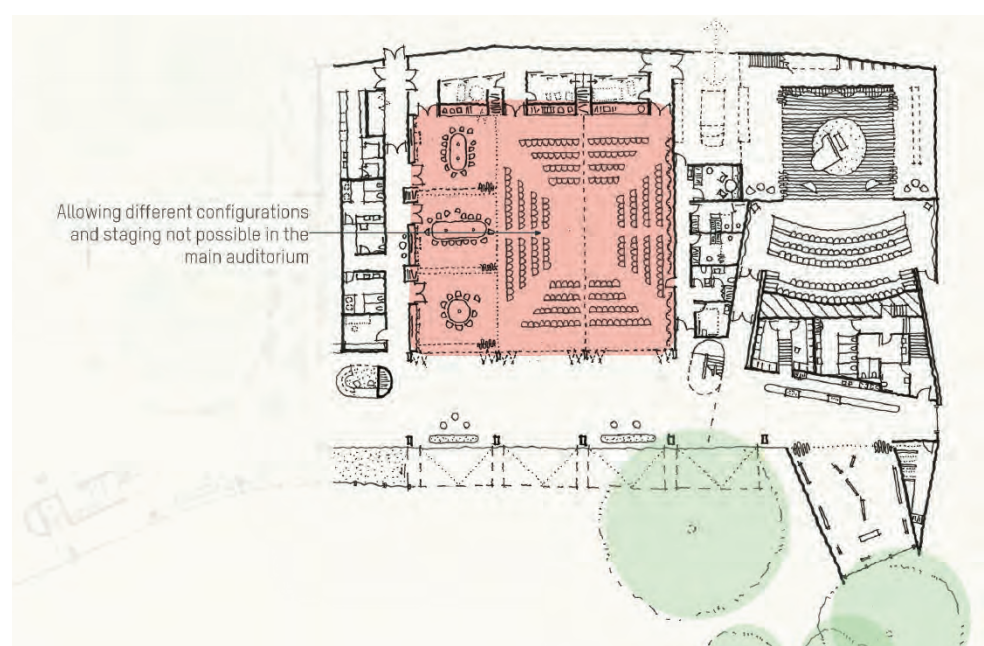 Allowing different configurations
and staging not possible in the
main auditorium